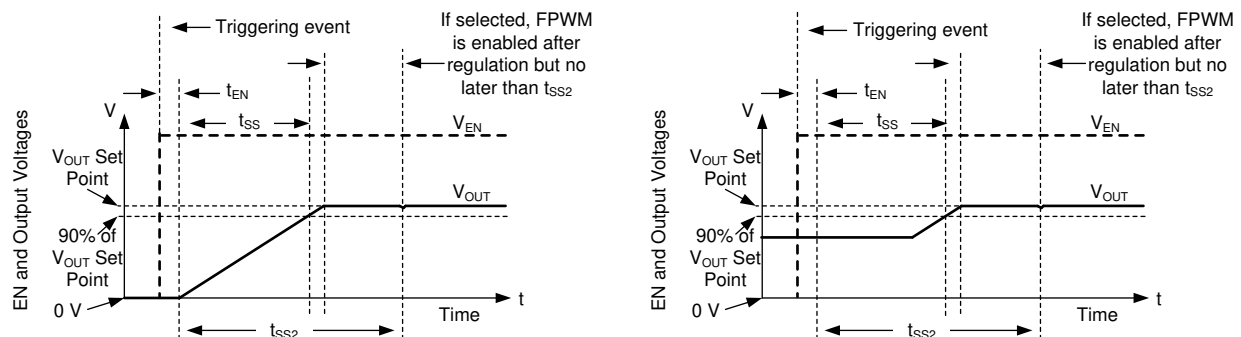 Triggering event
If selected, FPWM
is enabled after
regulation but no
later than tSS2
tEN
V
tSS
VEN
VOUT Set
Point
VOUT
90% of
VOUT Set
Point
0 V
t
Time
tSS2
EN and Output Voltages
Triggering event
If selected, FPWM
is enabled after
regulation but no
later than tSS2
tEN
V
tSS
VEN
VOUT Set
Point
VOUT
90% of
VOUT Set
Point
0 V
t
Time
tSS2
EN and Output Voltages